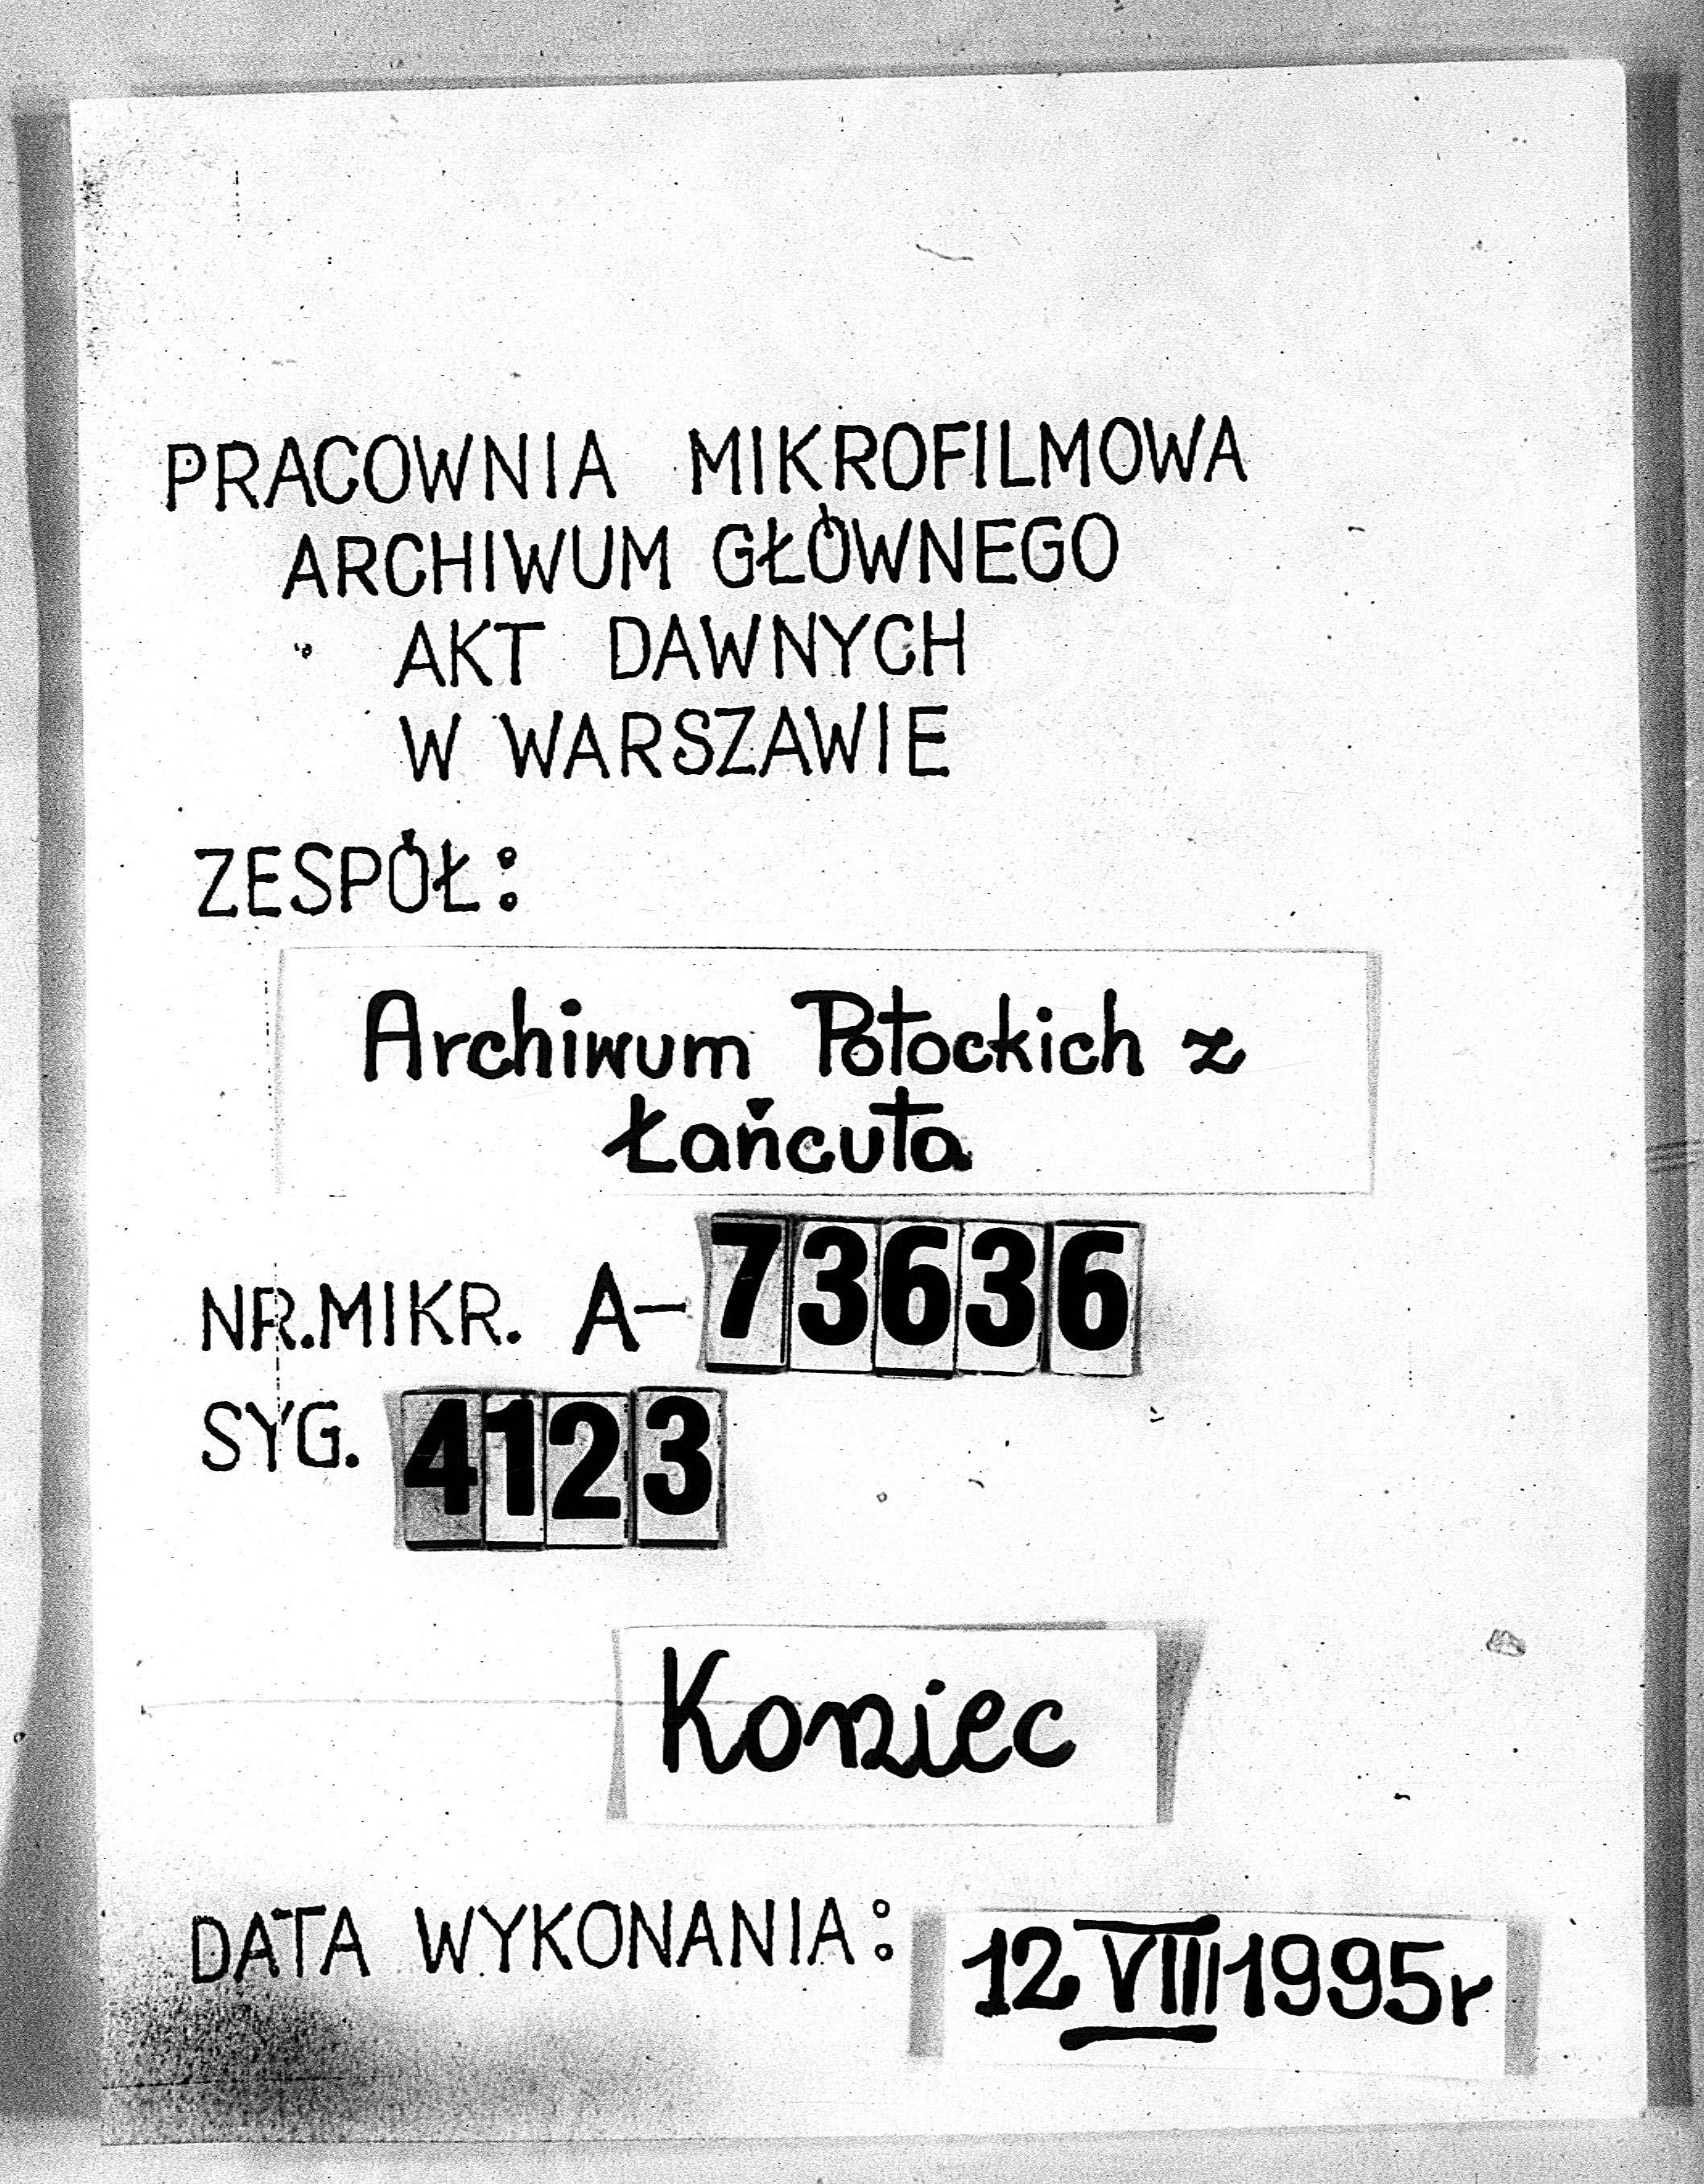 PRACOWNIA MIKROFILMOWA
ARCHIWUM GŁÓWNEGO
AKT DAWNYCH
W WARSZAWIE
ZESPÓŁ:
Archiwum Potockich z
Łańcuta
NR.MIKR. A-73636
SYG. 4123
Koniec
DATA WYKONANIA: 12 VIII 1995r